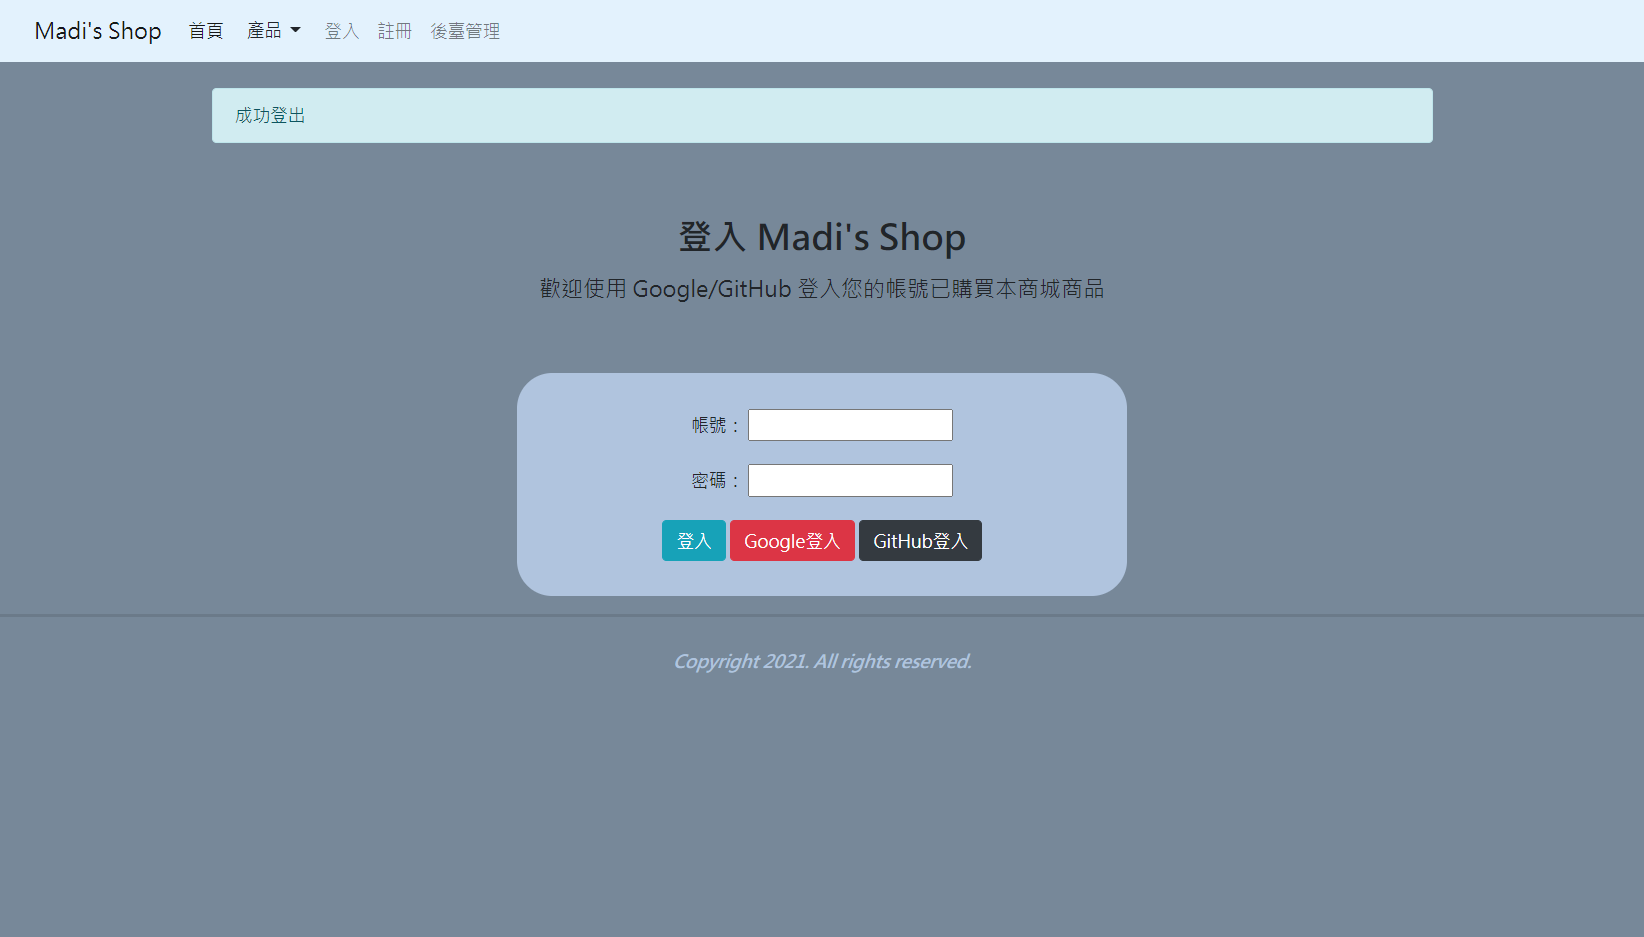 Madi's Shop 首頁 產品 登入 註冊 後臺管理
成功登出
登入 Madi's Shop
歡迎使用 Google/GitHub 登入您的帳號已購買本商城商品
帳號：
密碼：
登入 Google登入 GitHub登入
Copyright 2021. All rights reserved.